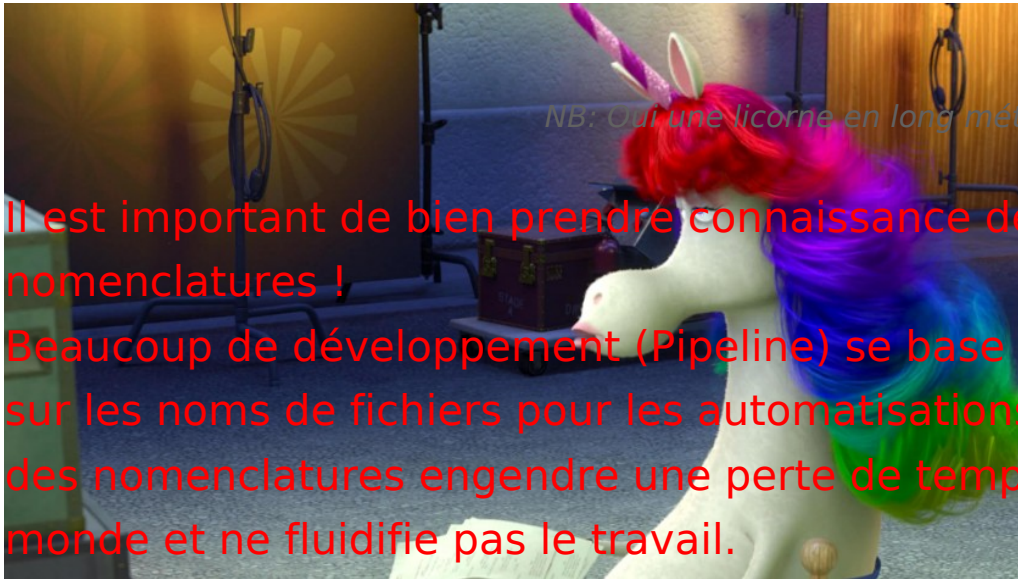 NB: Oui une licorne en long
Il est important de bien prendre connaissance
nomenclatures !
Beaucoup de développement (Pipeline) se base
sur les noms de fichiers pour les automatisations
des nomenclatures engendre une perte de temp
monde et ne fluidifie pas le travail.
STAGE